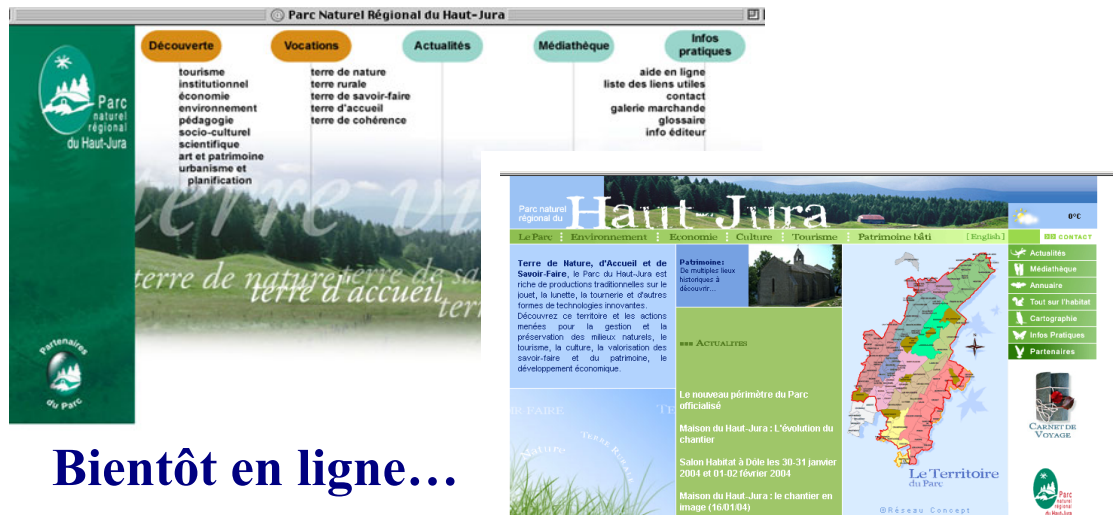 Parc Naturel Régional du Haut-Jura
Découverte
Vocations
Actualités
Médiathèque
Infos
pratiques
tourisme
institutionnel
économie
environnement
pédagogie
socio-culturel
scientifique
art et patrimoine
urbanisme et
planification
terre de nature
terre rurale
terre de savoir-faire
terre d'accueil
terre de cohérence
aide en ligne
liste des liens utiles
contact
galerie marchande
glossaire
info éditeur
Parc
naturel
régional
du Haut-Jura
terre
terre de nature
terre de sa
terre d'accueil
Partenaires
du Parc
Bientôt en ligne…
Parc naturel
régional du
Haut-Jura
0°C
Le Parc Environnement Economie Culture Tourisme Patrimoine bâti [English]
CONTACT
Terre de Nature, d'Accueil et de
Savoir-Faire, le Parc du Haut-Jura est
riche de productions traditionnelles sur le
jouet, la lunette, la tournerie et d'autres
formes de technologies innovantes.
Découvrez ce territoire et les actions
menées pour la gestion et la
préservation des milieux naturels, le
tourisme, la culture, la valorisation des
savoir-faire et du patrimoine, le
développement économique.
Patrimoine:
De multiples lieux
historiques à
découvrir...
Actualites
Le nouveau périmètre du Parc
officialisé
Maison du Haut-Jura : L'évolution du
chantier
Salon Habitat à Dôle les 30-31 janvier
2004 et 01-02 février 2004
Maison du Haut-Jura : le chantier en
image (16/01/04)
Nature
Terre Rurale
Le Territoire
du Parc
@Réseau Concept
Actualités
Médiathèque
Annuaire
Tout sur l'habitat
Cartographie
Infos Pratiques
Partenaires
Carnet de
Voyage
Parc
naturel
régional
du Haut-Jura